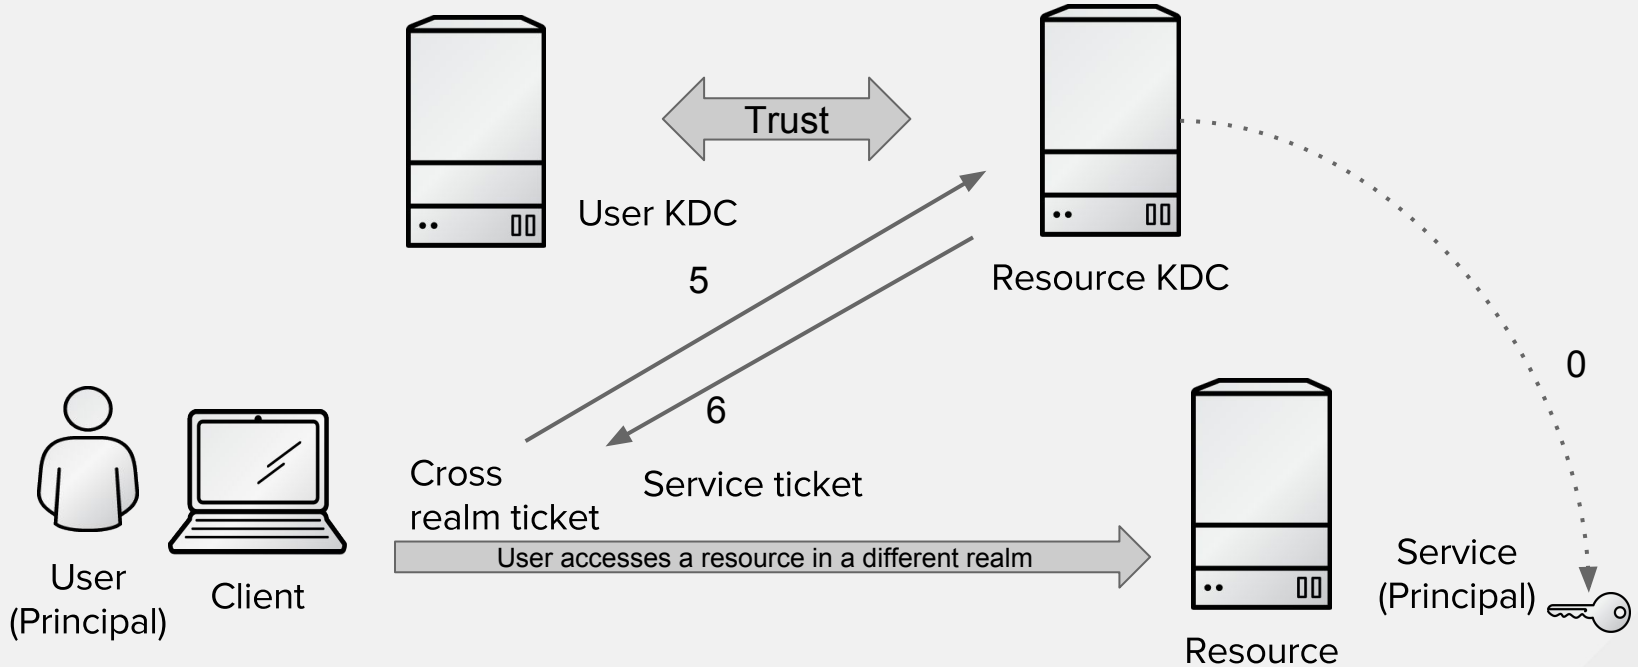 Trust
User KDC
Resource KDC
5
6
0
Cross
realm ticket
Service ticket
User accesses a resource in a different realm
User
(Principal)
Client
Service
(Principal)
Resource